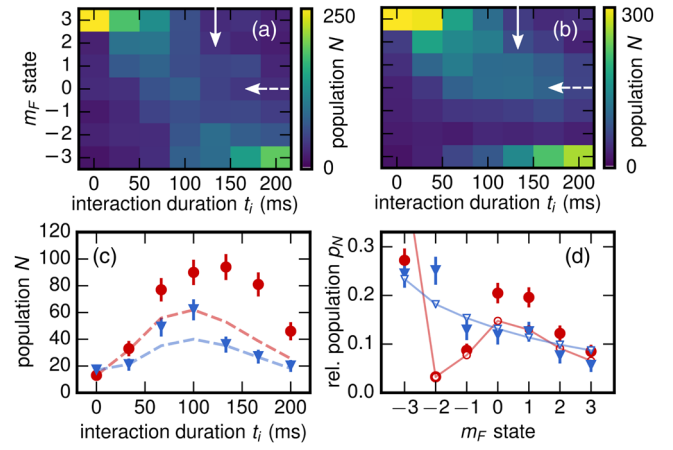 (a)
3
2
1
0
−1
−2
−3
m_F state
0 50 100 150 200
interaction duration t_i (ms)
250
0
population N
(b)
0 50 100 150 200
interaction duration t_i (ms)
300
0
population N
(c)
120
100
80
60
40
20
0
population N
0 50 100 150 200
interaction duration t_i (ms)
(d)
0.3
0.2
0.1
0.0
rel. population p_N
−3 −2 −1 0 1 2 3
m_F state